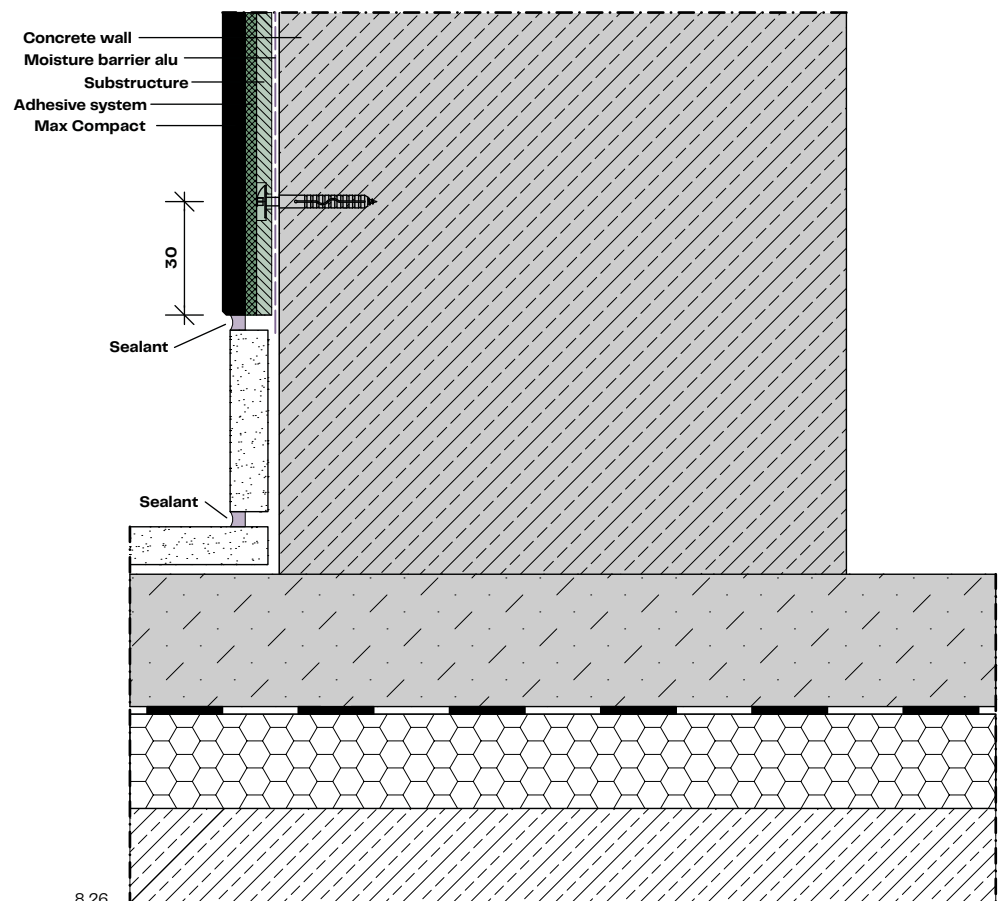 Concrete wall
Moisture barrier alu
Substructure
Adhesive system
Max Compact
30
Sealant
Sealant
8.26